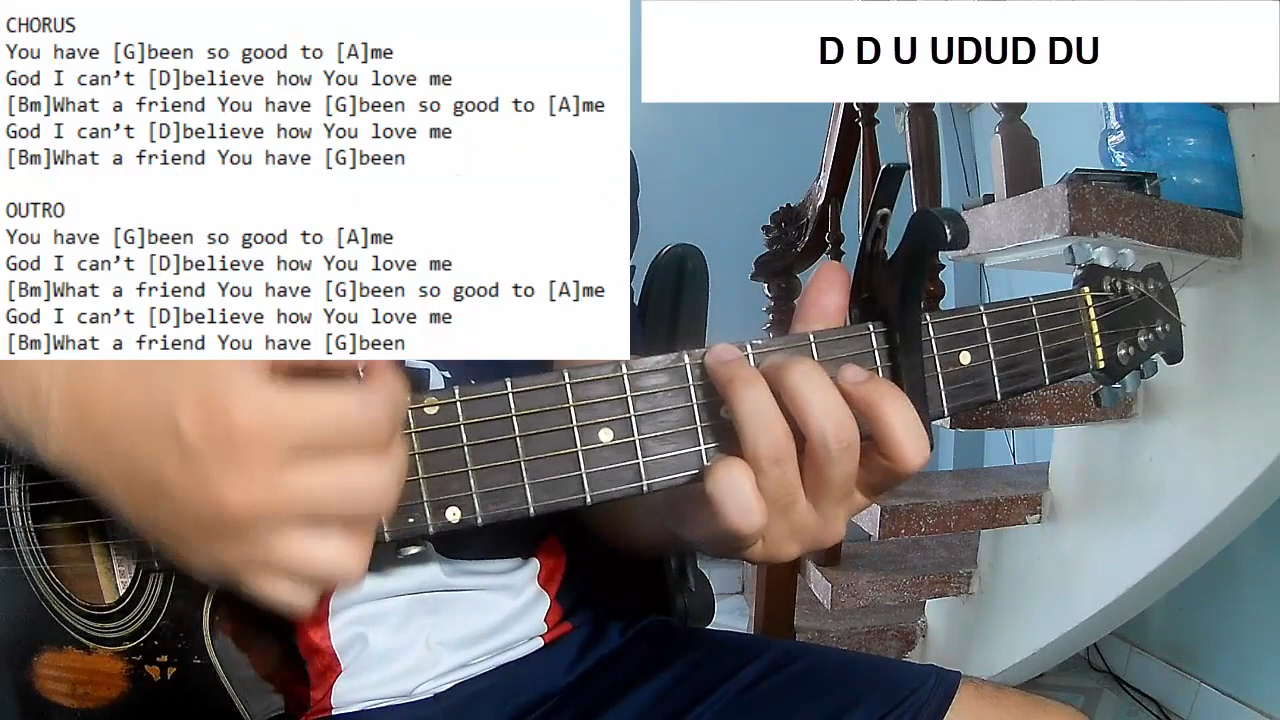 CHORUS
You have [G]been so good to [A]me
God I can’t [D]believe how You love me
[Bm]What a friend You have [G]been so good to [A]me
God I can’t [D]believe how You love me
[Bm]What a friend You have [G]been
OUTRO
You have [G]been so good to [A]me
God I can’t [D]believe how You love me
[Bm]What a friend You have [G]been so good to [A]me
God I can’t [D]believe how You love me
[Bm]What a friend You have [G]been
D D U UDUD DU